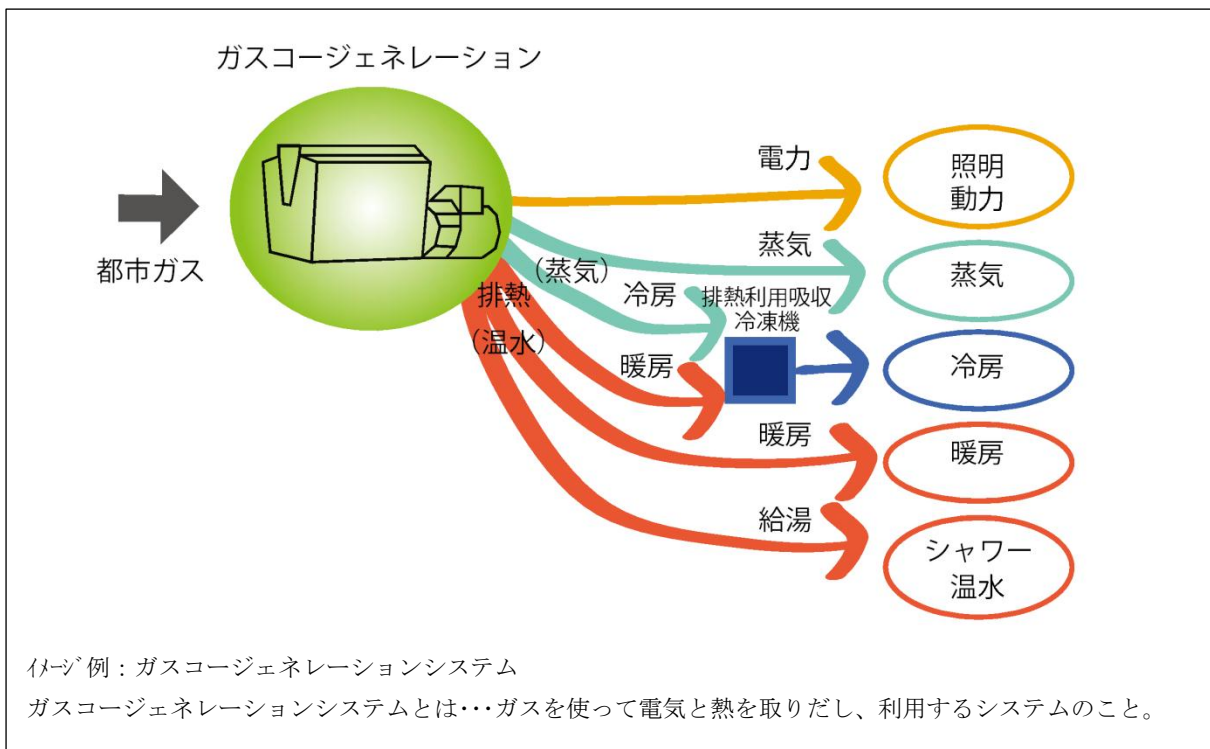 ガスコージェネレーション
都市ガス
電力
照明
動力
蒸気
蒸気
(蒸気)
排熱
(温水)
冷房
排熱利用吸収
冷凍機
冷房
暖房
暖房
暖房
給湯
シャワー
温水
イメージ例：ガスコージェネレーションシステム
ガスコージェネレーションシステムとは･･･ガスを使って電気と熱を取りだし、利用するシステムのこと。